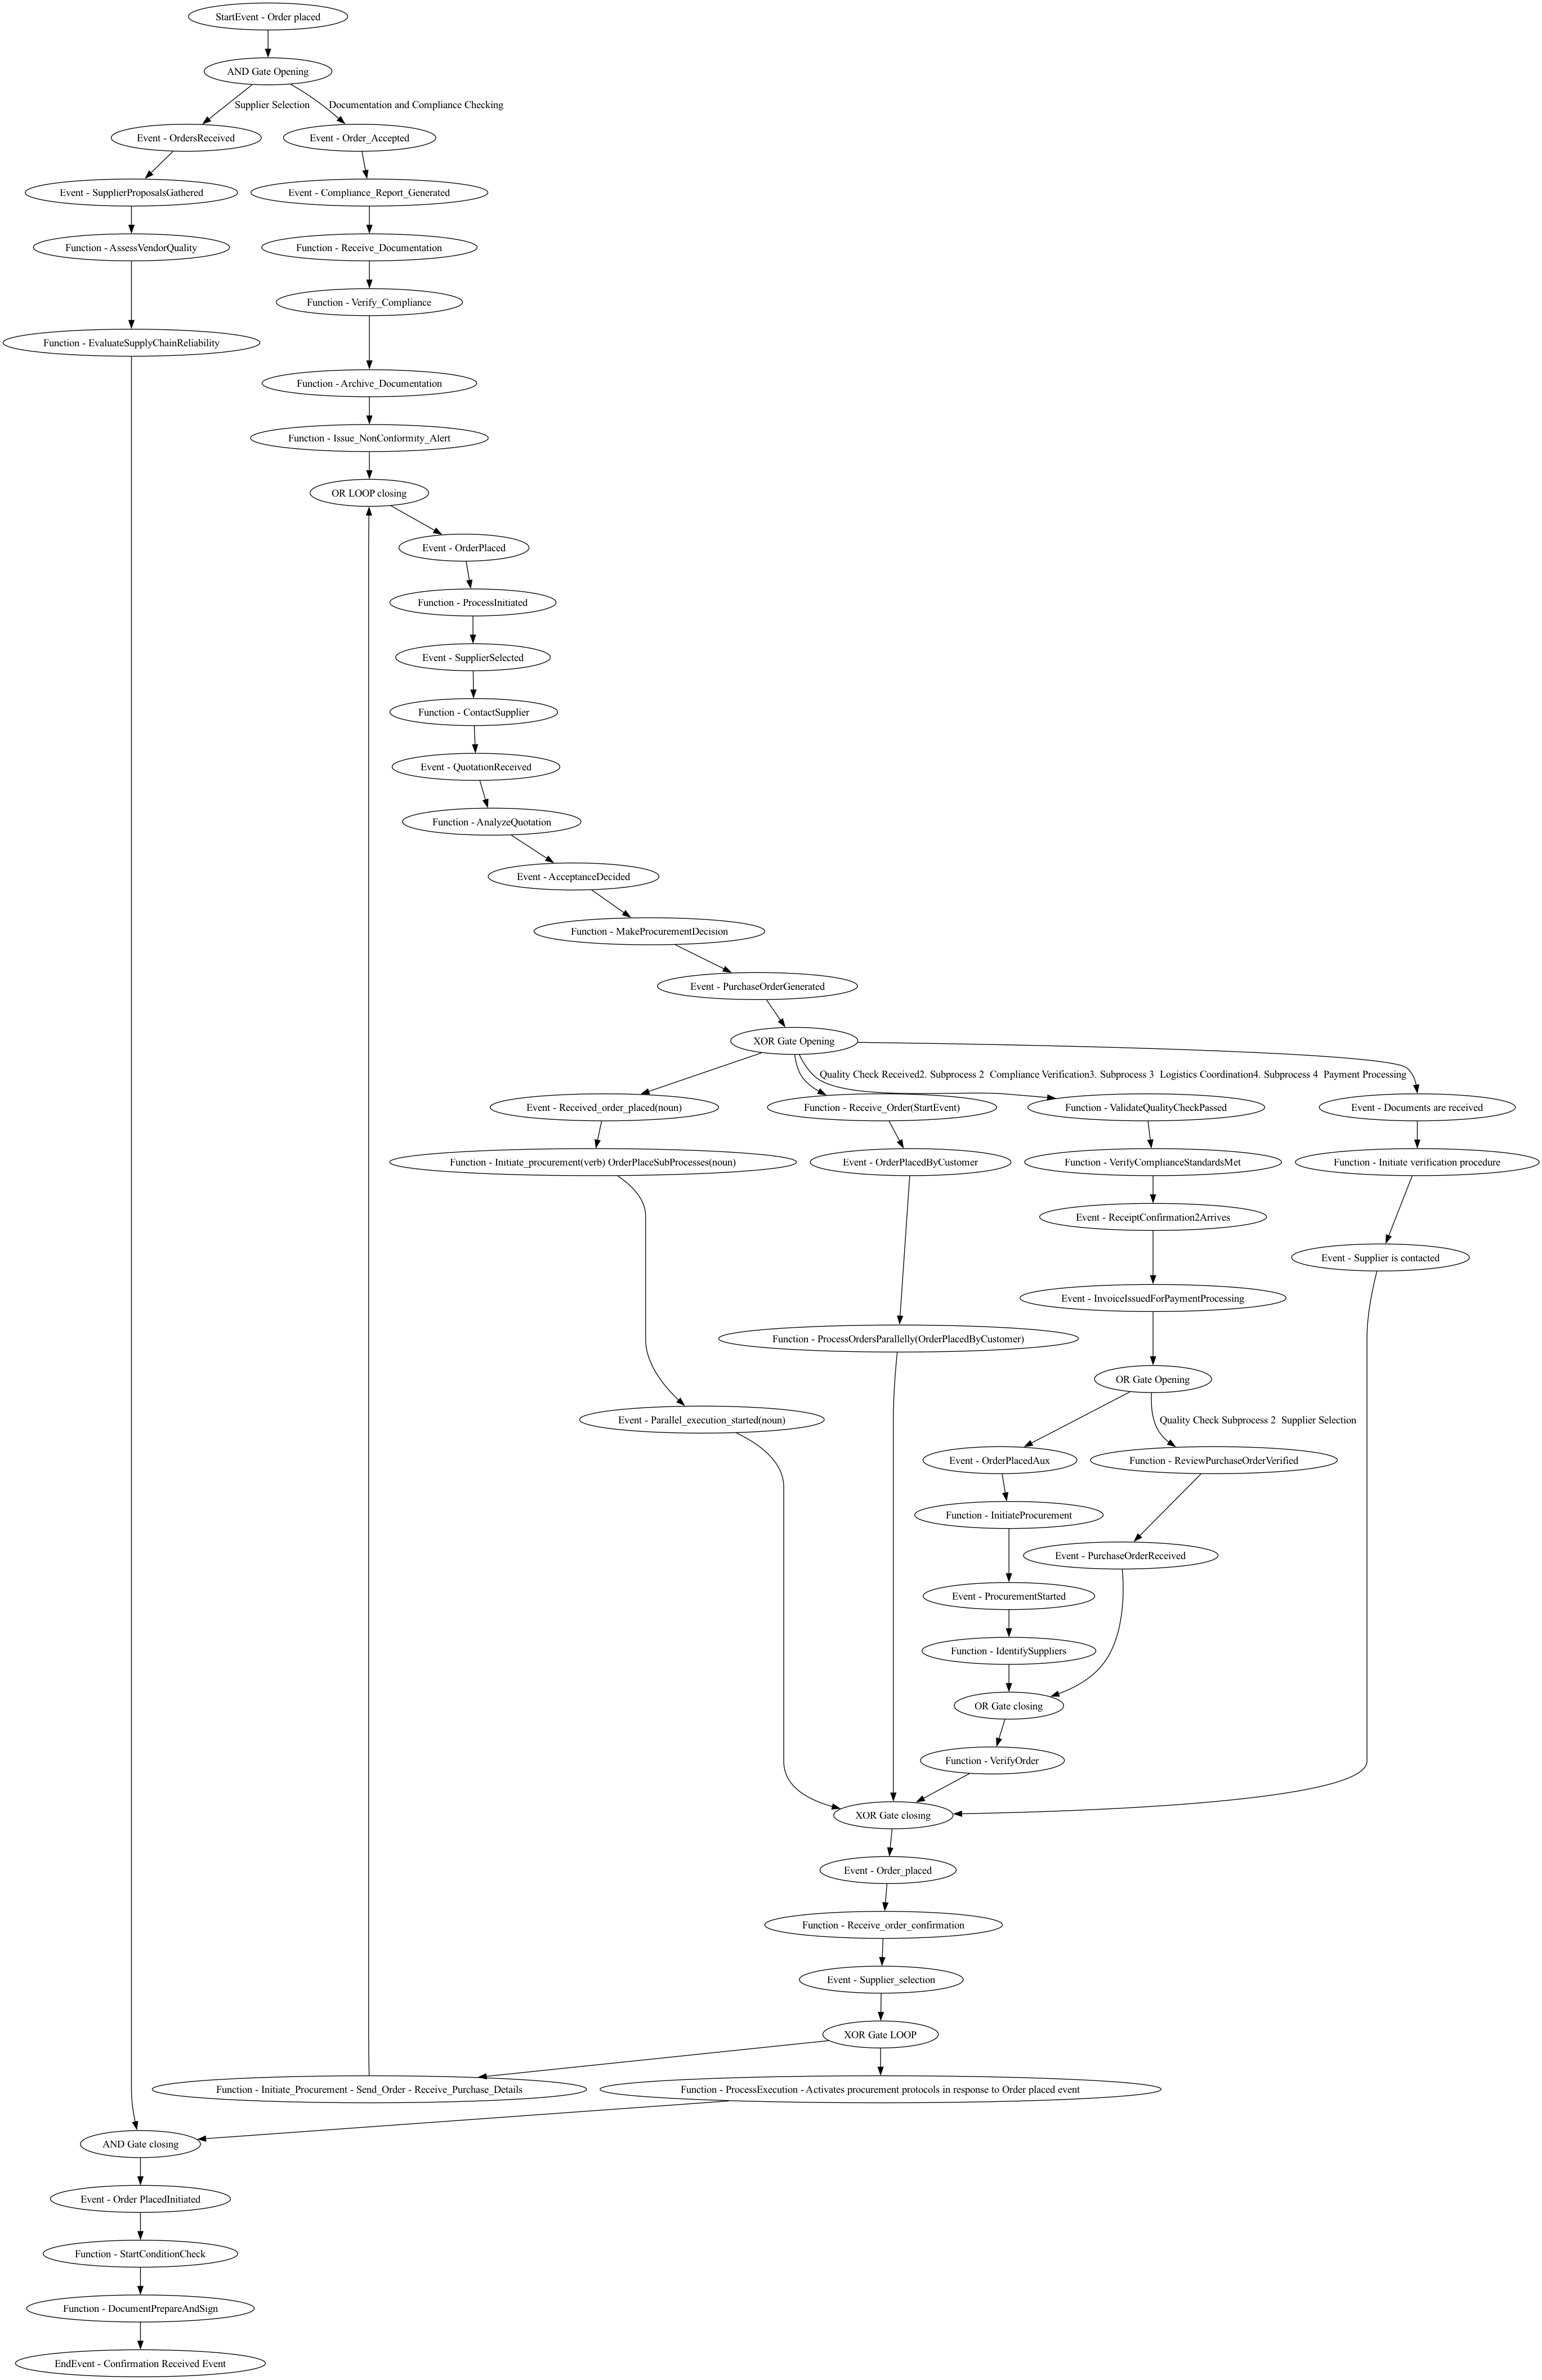 StartEvent - Order placed
AND Gate Opening
Supplier Selection
Documentation and Compliance Checking
Event - OrdersReceived
Event - Order_Accepted
Event - SupplierProposalsGathered
Event - Compliance_Report_Generated
Function - AssessVendorQuality
Function - Receive_Documentation
Function - Verify_Compliance
Function - EvaluateSupplyChainReliability
Function - Archive_Documentation
Function - Issue_NonConformity_Alert
OR LOOP closing
Event - OrderPlaced
Function - ProcessInitiated
Event - SupplierSelected
Function - ContactSupplier
Event - QuotationReceived
Function - AnalyzeQuotation
Event - AcceptanceDecided
Function - MakeProcurementDecision
Event - PurchaseOrderGenerated
XOR Gate Opening
Quality Check Received2. Subprocess 2  Compliance Verification3. Subprocess 3  Logistics Coordination4. Subprocess 4  Payment Processing
Event - Received_order_placed(noun)
Function - Receive_Order(StartEvent)
Function - ValidateQualityCheckPassed
Event - Documents are received
Function - Initiate_procurement(verb) OrderPlaceSubProcesses(noun)
Event - OrderPlacedByCustomer
Function - VerifyComplianceStandardsMet
Function - Initiate verification procedure
Event - ReceiptConfirmation2Arrives
Event - Supplier is contacted
Event - InvoiceIssuedForPaymentProcessing
Function - ProcessOrdersParallelly(OrderPlacedByCustomer)
OR Gate Opening
Event - Parallel_execution_started(noun)
Quality Check Subprocess 2  Supplier Selection
Event - OrderPlacedAux
Function - ReviewPurchaseOrderVerified
Function - InitiateProcurement
Event - PurchaseOrderReceived
Event - ProcurementStarted
Function - IdentifySuppliers
OR Gate closing
Function - VerifyOrder
XOR Gate closing
Event - Order_placed
Function - Receive_order_confirmation
Event - Supplier_selection
XOR Gate LOOP
Function - Initiate_Procurement - Send_Order - Receive_Purchase_Details
Function - ProcessExecution - Activates procurement protocols in response to Order placed event
AND Gate closing
Event - Order PlacedInitiated
Function - StartConditionCheck
Function - DocumentPrepareAndSign
EndEvent - Confirmation Received Event